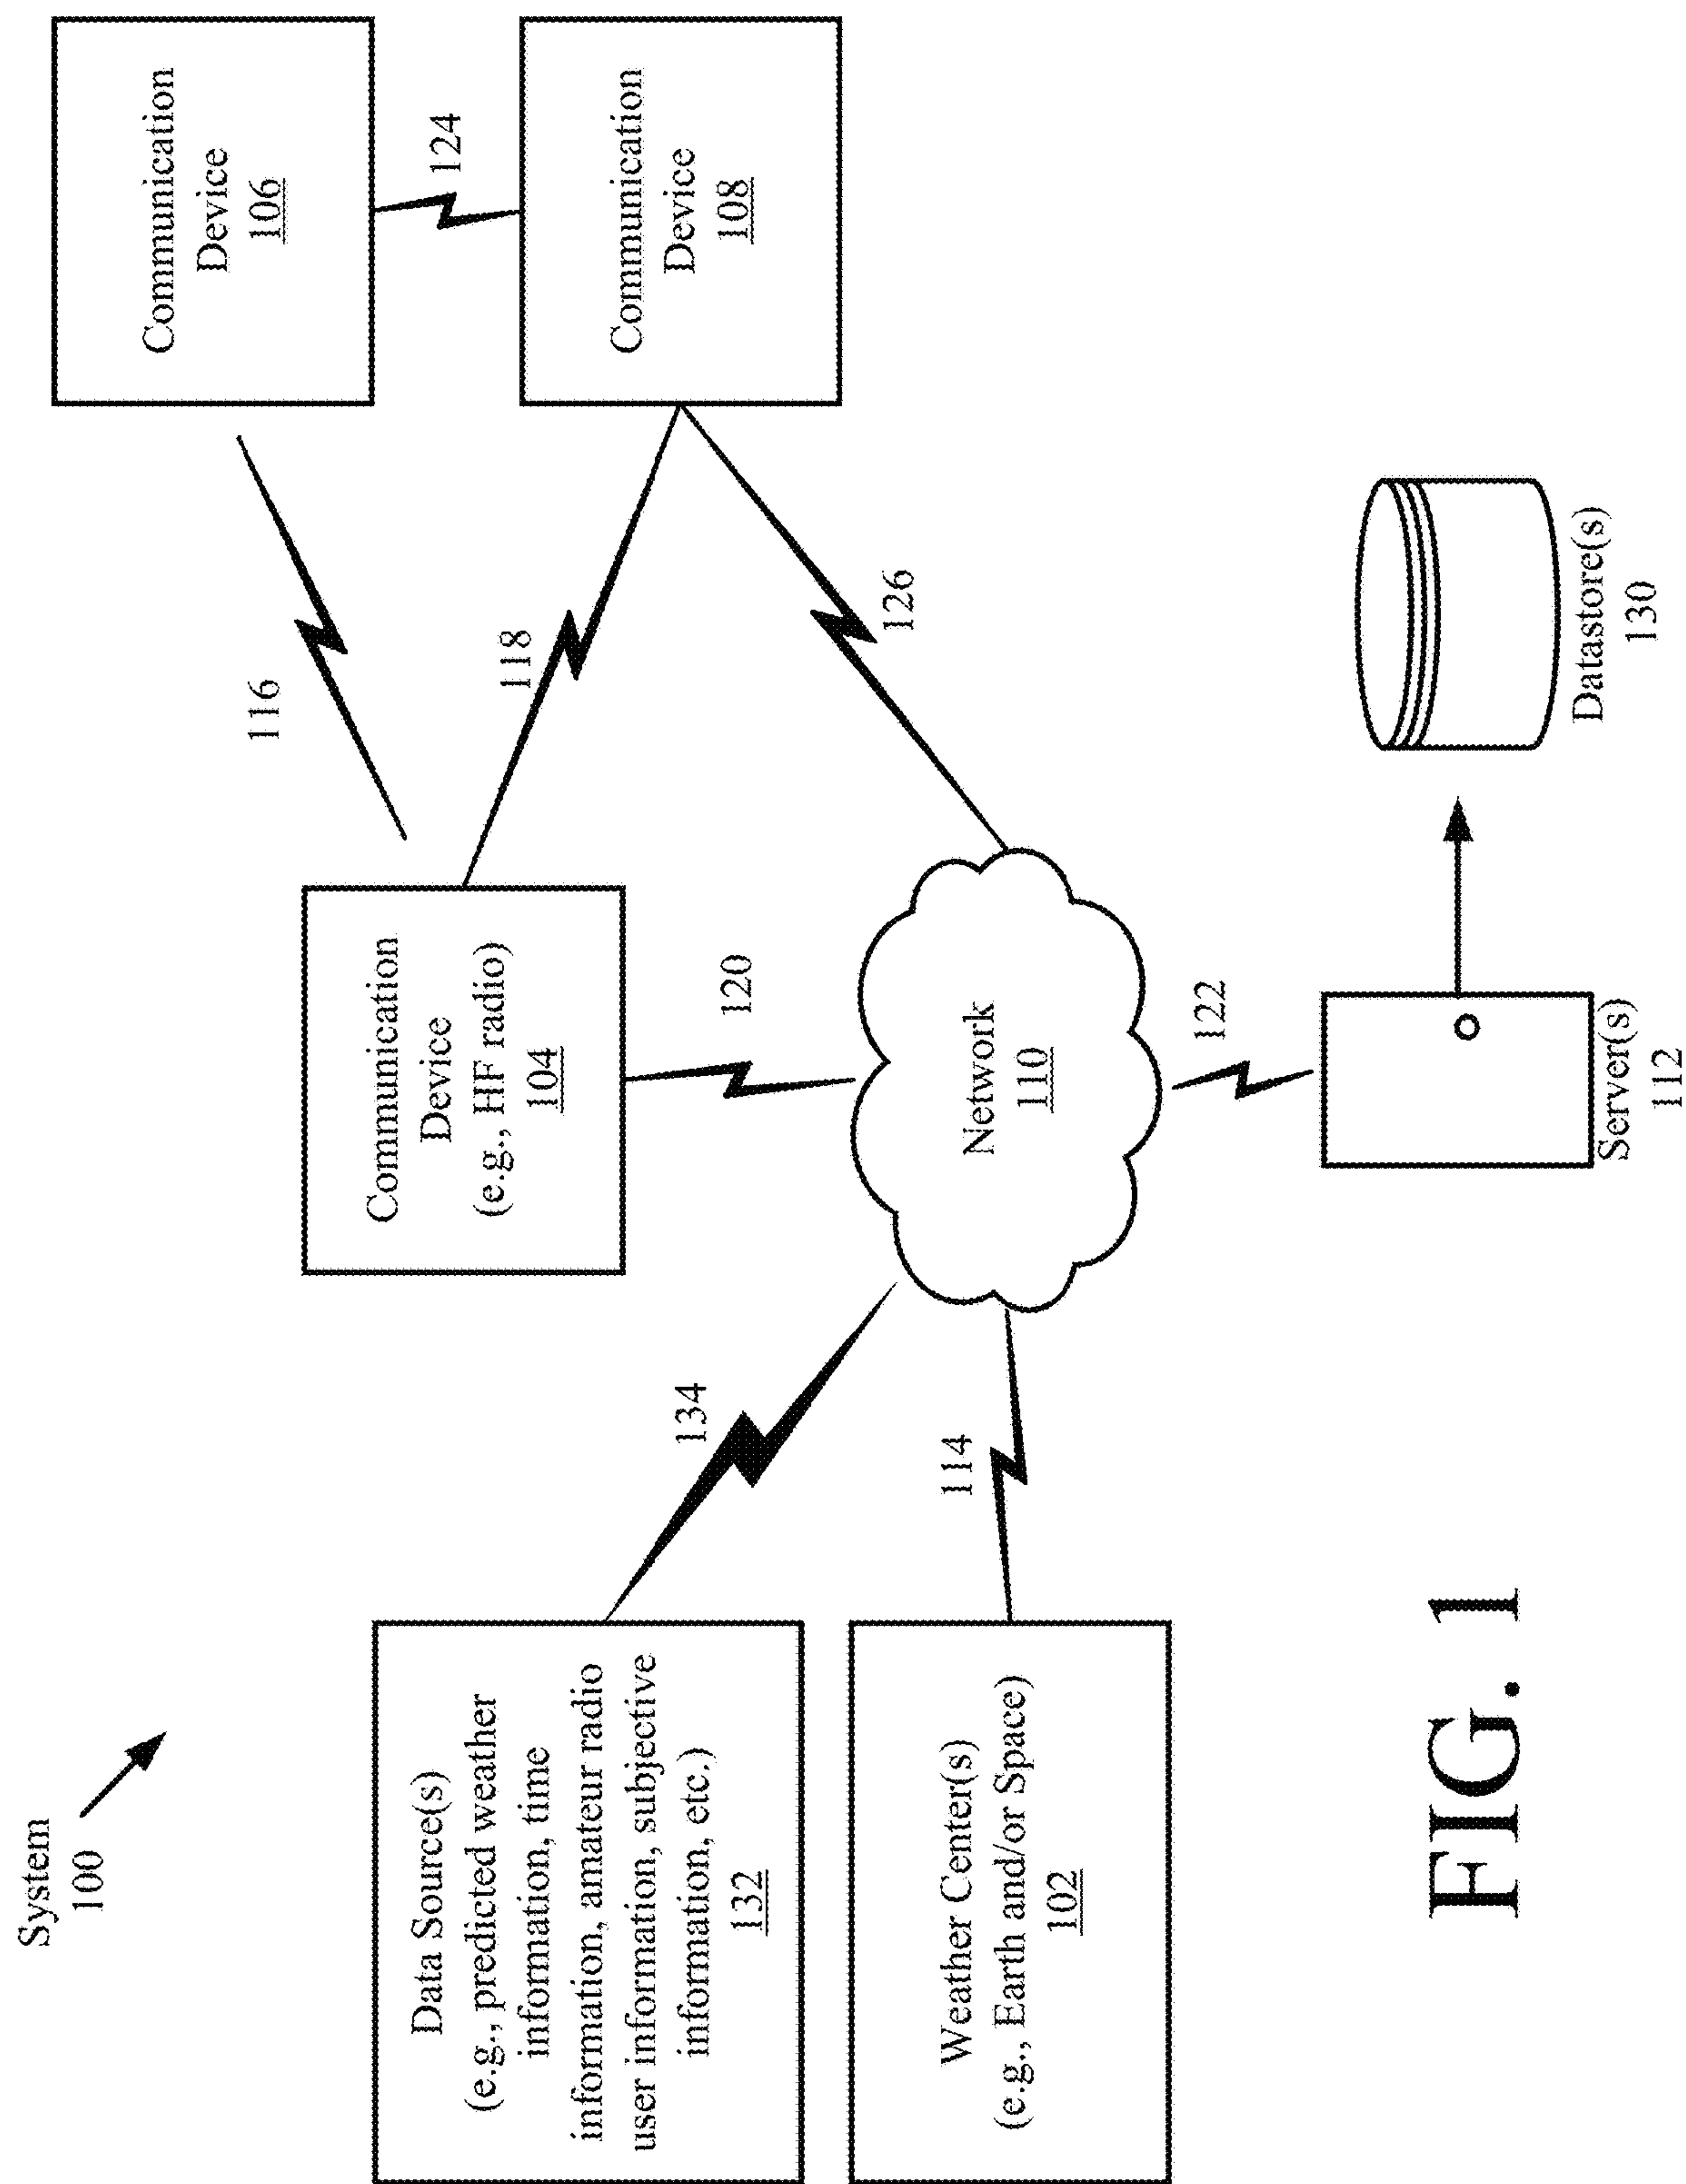 System
100
Data Source(s)
(e.g., predicted weather
information, time
information, amateur radio
user information, subjective
information, etc.)
132
Weather Center(s)
(e.g., Earth and/or Space)
102
134
114
Communication
Device
(e.g., HF radio)
104
120
Network
110
122
Server(s)
112
116
118
126
Communication
Device
106
124
Communication
Device
108
Datastore(s)
130
FIG. 1